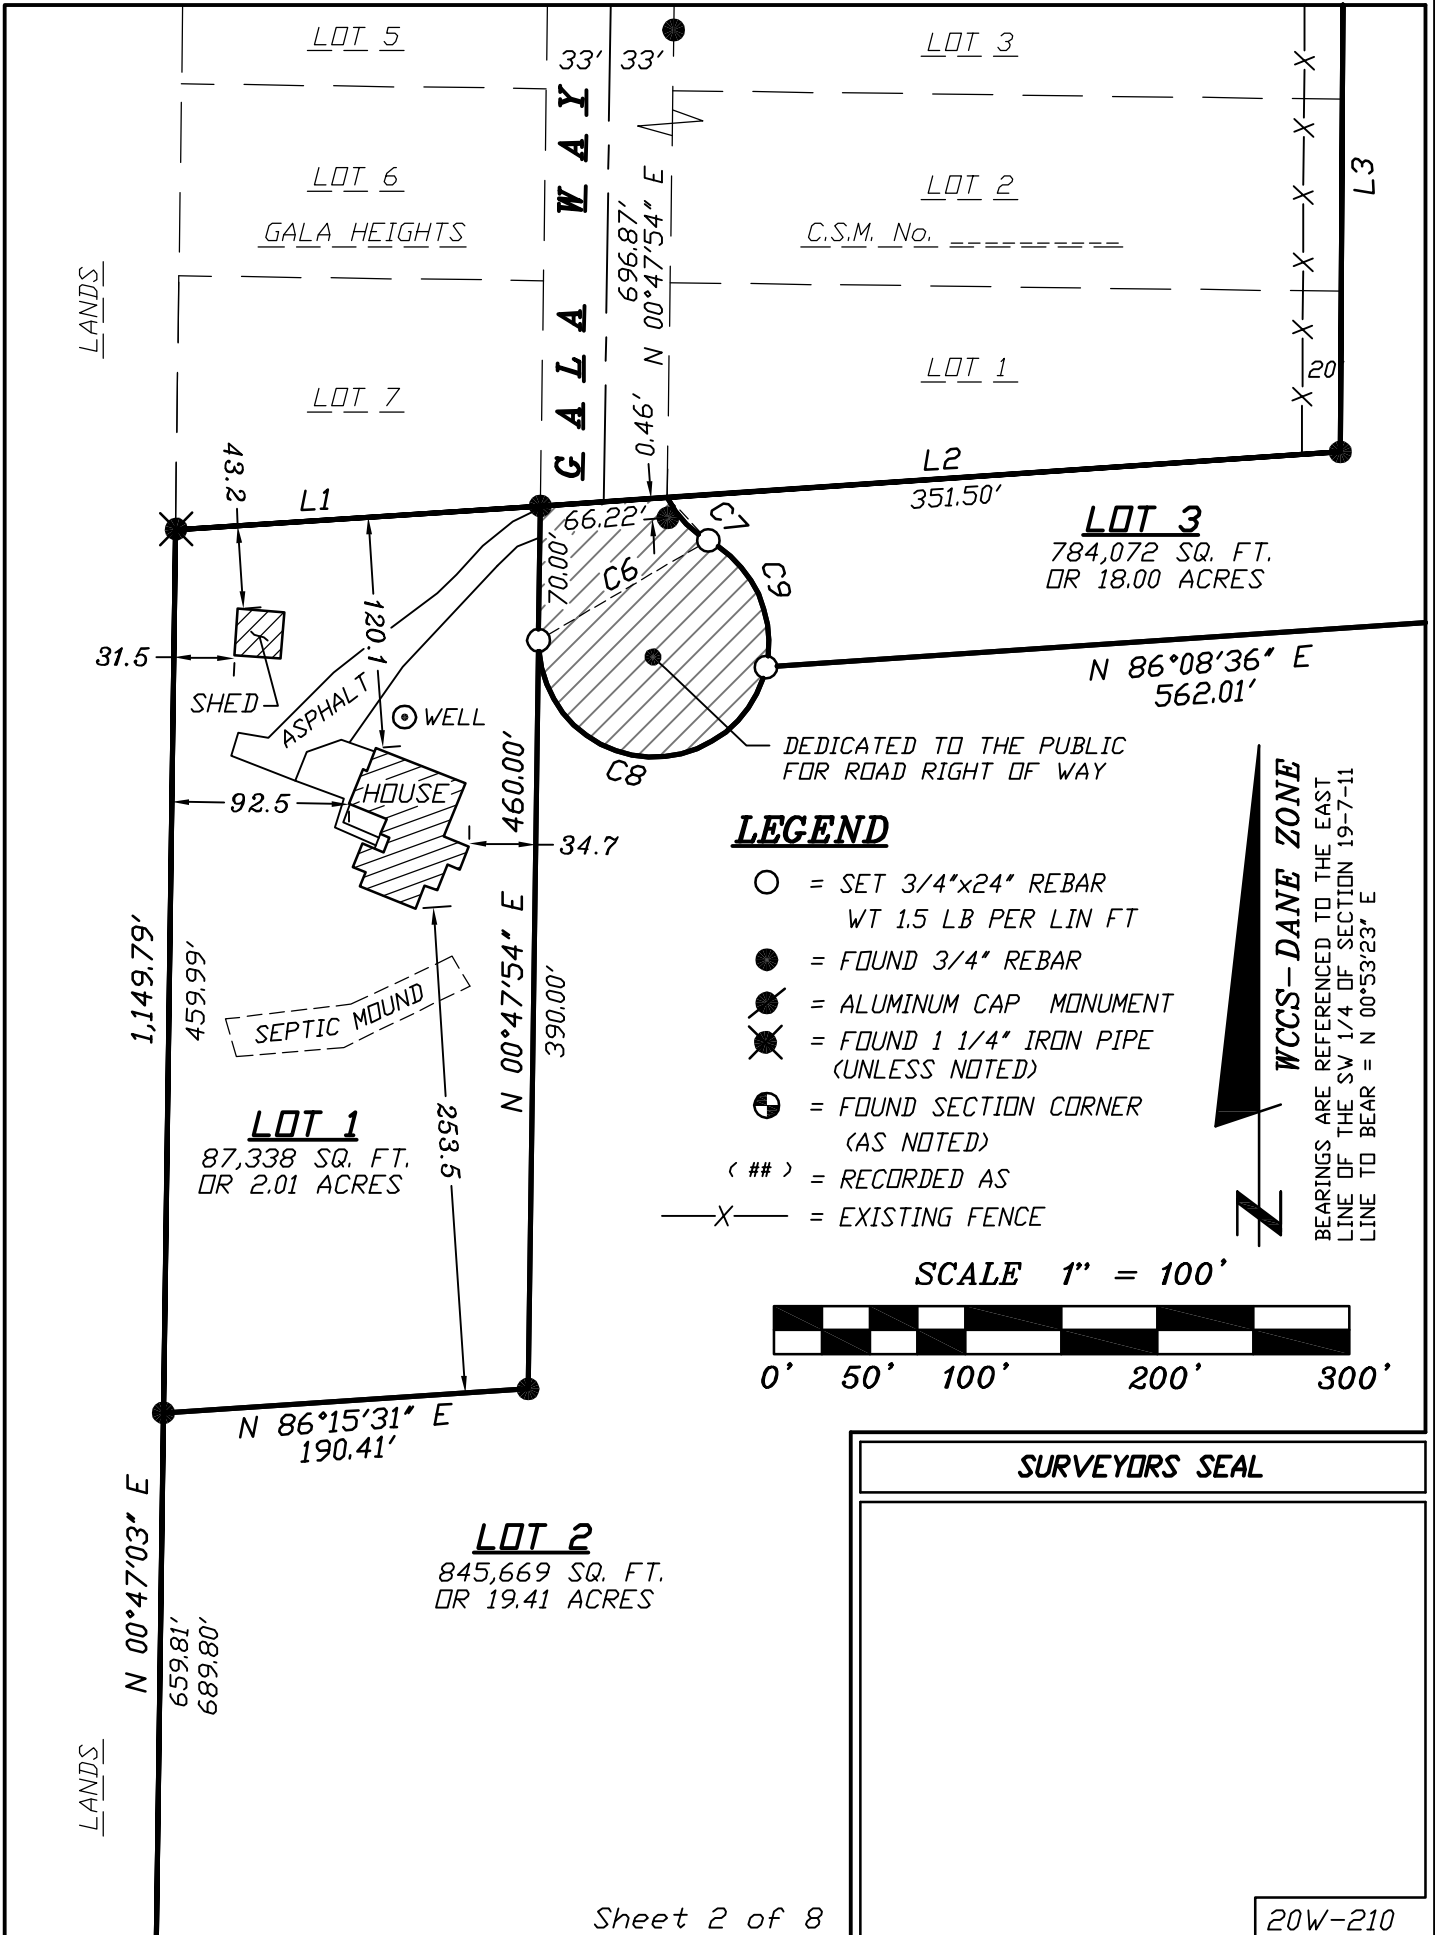 LOT 5
33' 33'
LOT 3
LOT 6
GALA HEIGHTS
GALA WAY
696.87'
N 00°47'54" E
LOT 2
C.S.M. No. __________
L3
LANDS
LOT 7
0.46'
LOT 1
20'
43.2
L1
L2
351.50'
66.22'
70.00'
C6
C7
C9
LOT 3
784,072 SQ. FT.
OR 18.00 ACRES
120.1
31.5
SHED
ASPHALT
WELL
N 86°08'36" E
562.01'
C8
DEDICATED TO THE PUBLIC
FOR ROAD RIGHT OF WAY
HOUSE
92.5
34.7
460.00'
N 00°47'54" E
390.00'
1,149.79'
459.99'
SEPTIC MOUND
253.5
LOT 1
87,338 SQ. FT.
OR 2.01 ACRES
LEGEND
= SET 3/4"x24" REBAR
WT 1.5 LB PER LIN FT
= FOUND 3/4" REBAR
= ALUMINUM CAP MONUMENT
= FOUND 1 1/4" IRON PIPE
(UNLESS NOTED)
= FOUND SECTION CORNER
(AS NOTED)
( ## ) = RECORDED AS
X = EXISTING FENCE
WCCS-DANE ZONE
BEARINGS ARE REFERENCED TO THE EAST
LINE OF THE SW 1/4 OF SECTION 19-7-11
LINE TO BEAR = N 00°53'23" E
N
SCALE 1" = 100'
0' 50' 100' 200' 300'
N 86°15'31" E
190.41'
N 00°47'03" E
659.81'
689.80'
LOT 2
845,669 SQ. FT.
OR 19.41 ACRES
LANDS
SURVEYORS SEAL
Sheet 2 of 8
20W-210